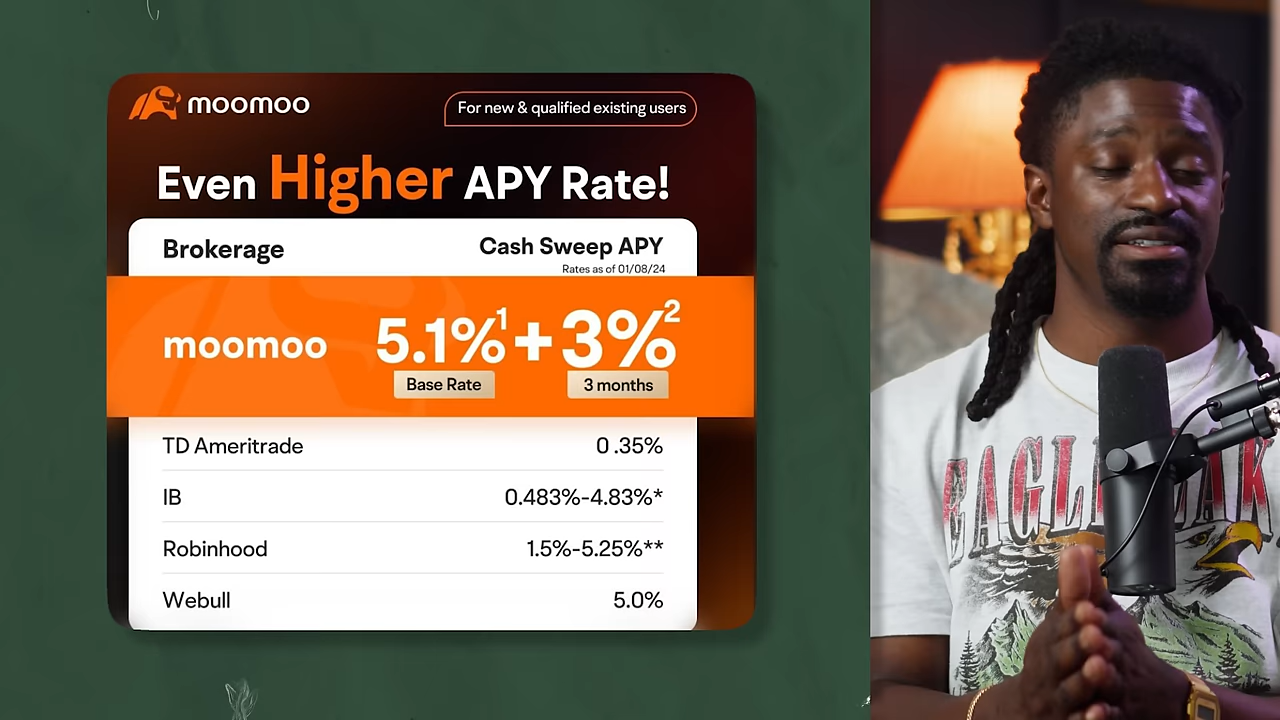 moomoo
For new & qualified existing users
Even Higher APY Rate!
Brokerage
Cash Sweep APY
Rates as of 01/08/24
moomoo
5.1%¹ + 3%²
Base Rate
3 months
TD Ameritrade
0 .35%
IB
0.483%-4.83%*
Robinhood
1.5%-5.25%**
Webull
5.0%